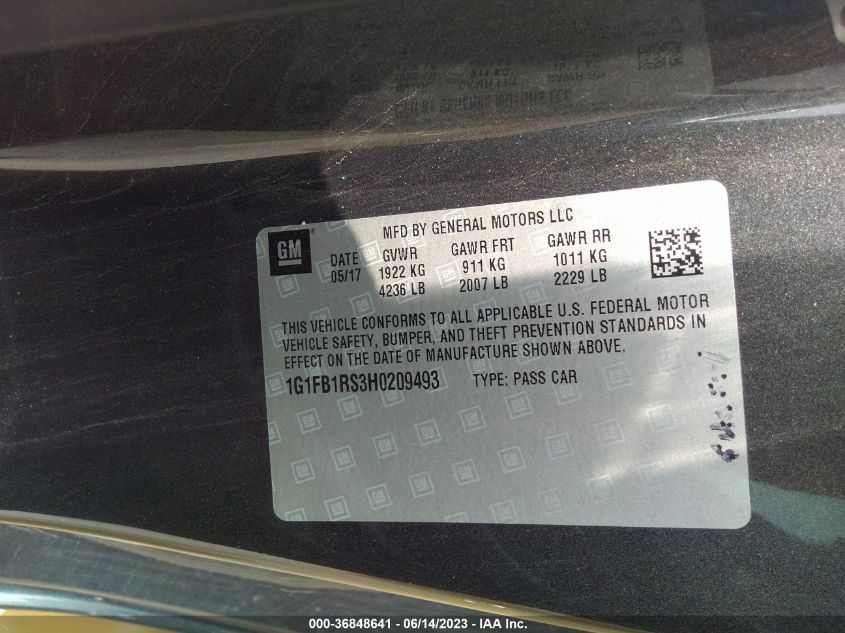 GM
MFD BY GENERAL MOTORS LLC
DATE GVWR GAWR FRT GAWR RR
05/17 1922 KG 911 KG 1011 KG
4236 LB 2007 LB 2229 LB
THIS VEHICLE CONFORMS TO ALL APPLICABLE U.S. FEDERAL MOTOR
VEHICLE SAFETY, BUMPER, AND THEFT PREVENTION STANDARDS IN
EFFECT ON THE DATE OF MANUFACTURE SHOWN ABOVE.
1G1FB1RS3H0209493 TYPE: PASS CAR
000-36848641 - 06/14/2023 - IAA Inc.